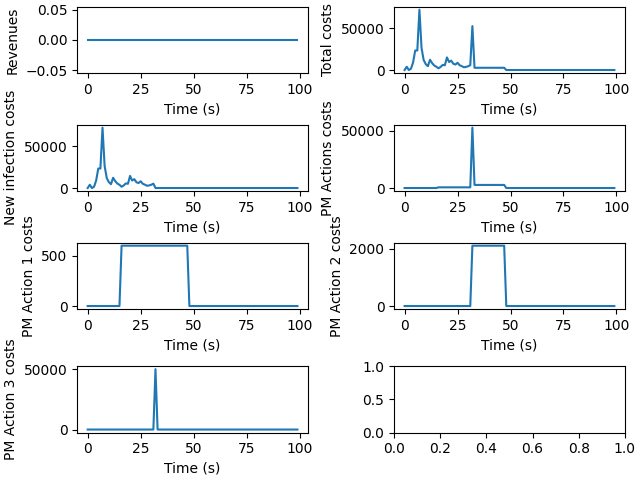 Revenues
0.05
0.00
−0.05
0 25 50 75 100
Time (s)
Total costs
50000
0
0 25 50 75 100
Time (s)
New infection costs
50000
0
0 25 50 75 100
Time (s)
PM Actions costs
50000
0
0 25 50 75 100
Time (s)
PM Action 1 costs
500
0
0 25 50 75 100
Time (s)
PM Action 2 costs
2000
0
0 25 50 75 100
Time (s)
PM Action 3 costs
50000
0
0 25 50 75 100
Time (s)
1.0
0.5
0.0
0.0 0.2 0.4 0.6 0.8 1.0